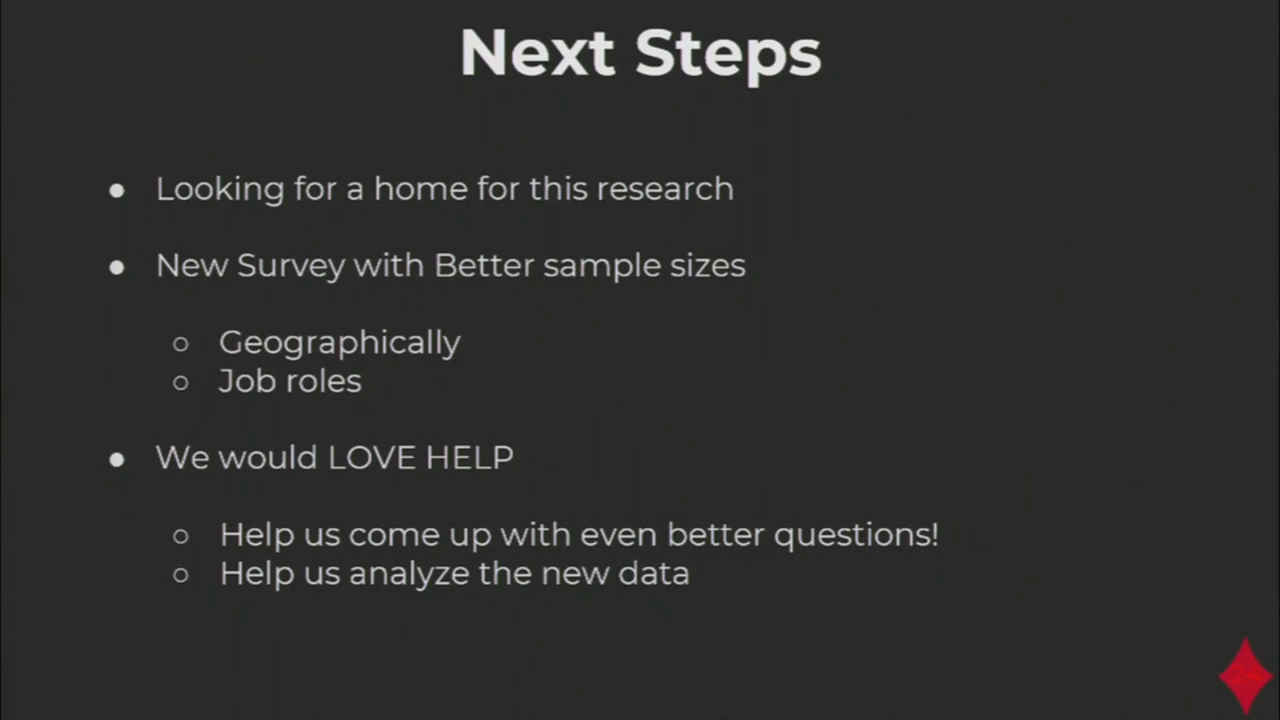 Next Steps
● Looking for a home for this research
● New Survey with Better sample sizes
○ Geographically
○ Job roles
● We would LOVE HELP
○ Help us come up with even better questions!
○ Help us analyze the new data